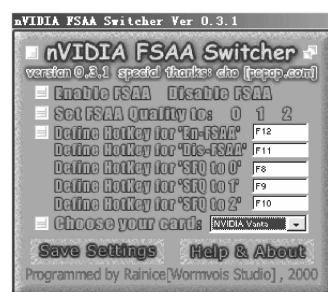 nVIDIA FSAA Switcher Ver 0.3.1
nVIDIA FSAA Switcher
version 0.3.1 special thanks: cho [pcpop.com]
Enable FSAA Disable FSAA
Set FSAA Quality to: 0 1 2
Define HotKey for 'En-FSAA' F12
Define HotKey for 'Dis-FSAA' F11
Define HotKey for 'SFQ to 0' F8
Define HotKey for 'SFQ to 1' F9
Define HotKey for 'SFQ to 2' F10
Choose your card: NVIDIA Vanta
Save Settings Help & About
Programmed by Rainice[Wormvois Studio] , 2000